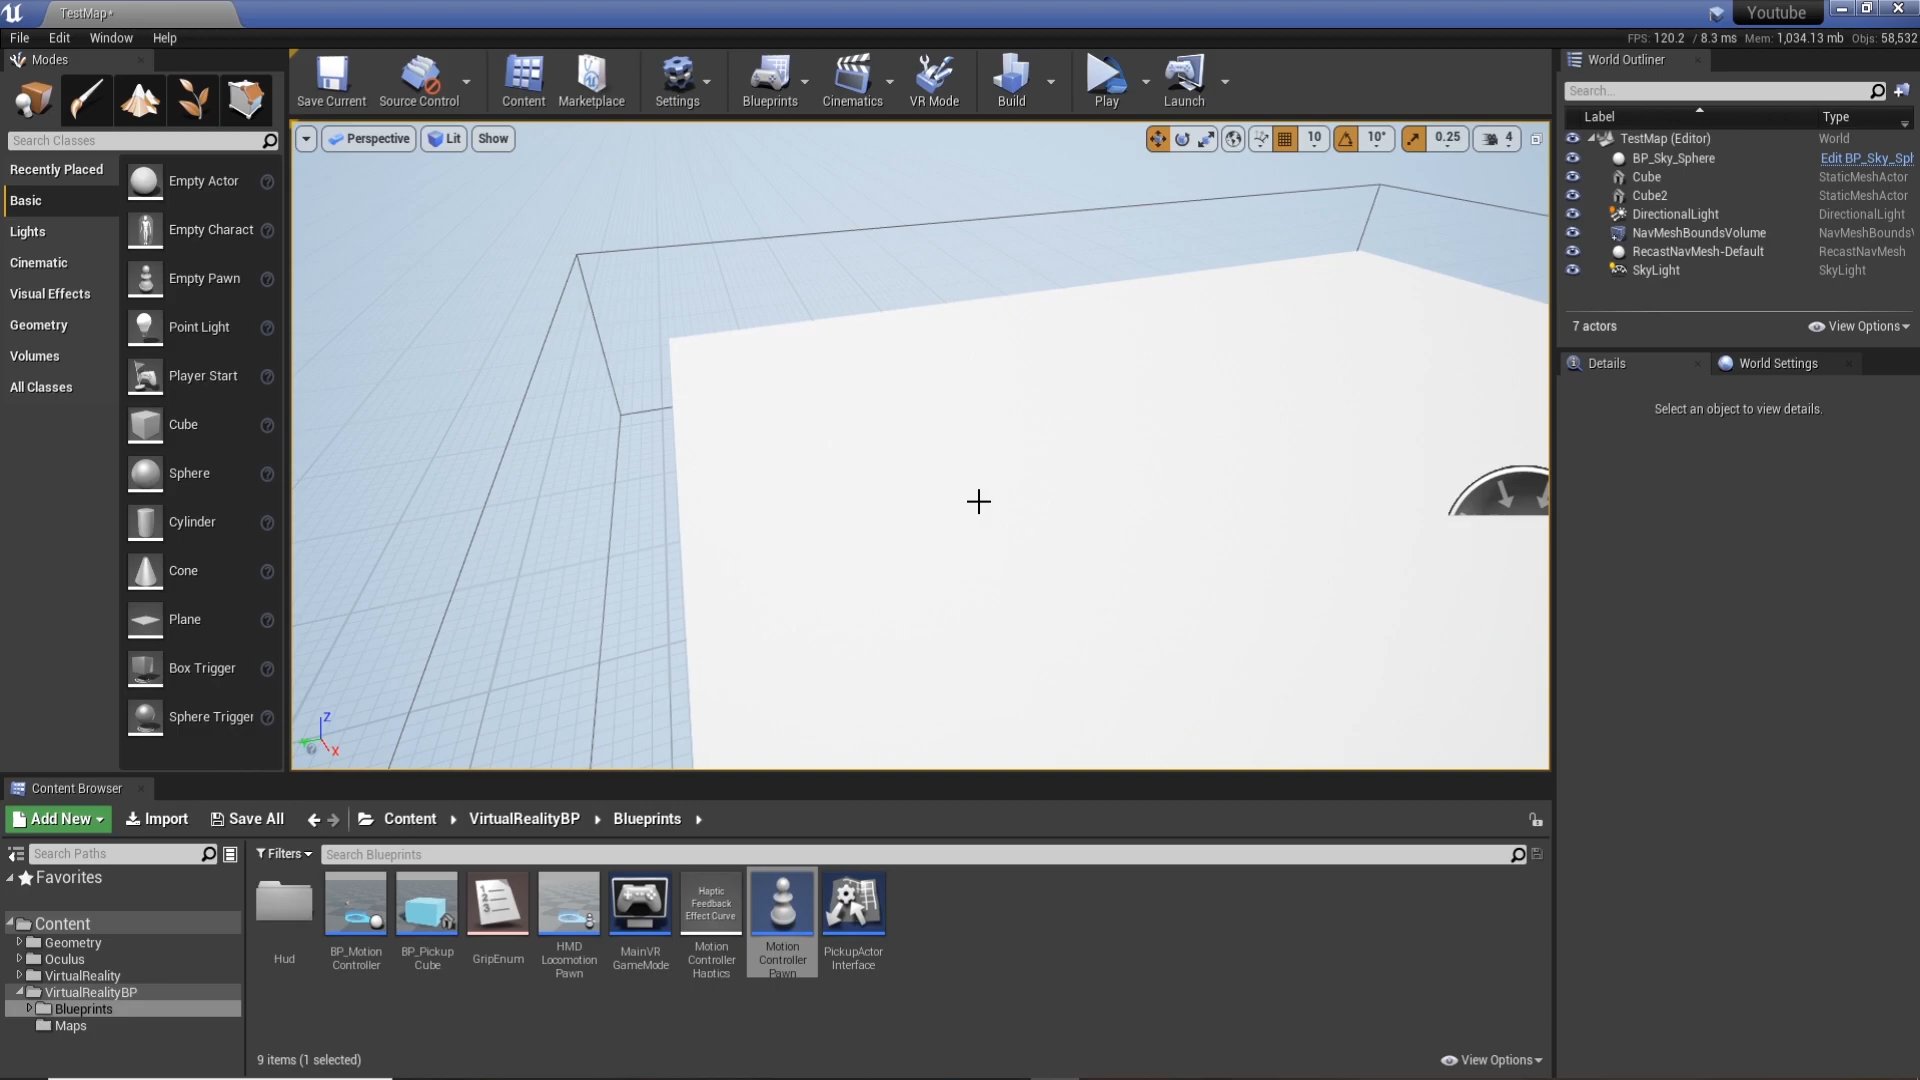 TestMap*
Youtube
File Edit Window Help
FPS: 120.2 / 8.3 ms Mem: 1,034.13 mb Objs: 58,532
Modes
Save Current
Source Control
Content
Marketplace
Settings
Blueprints
Cinematics
VR Mode
Build
Play
Launch
Search Classes
Recently Placed
Basic
Lights
Cinematic
Visual Effects
Geometry
Volumes
All Classes
Empty Actor
Empty Charact
Empty Pawn
Point Light
Player Start
Cube
Sphere
Cylinder
Cone
Plane
Box Trigger
Sphere Trigger
Perspective
Lit
Show
10
10°
0.25
4
Z
X
World Outliner
Search...
Label Type
TestMap (Editor) World
BP_Sky_Sphere Edit BP_Sky_Sph
Cube StaticMeshActor
Cube2 StaticMeshActor
DirectionalLight DirectionalLight
NavMeshBoundsVolume NavMeshBoundsV
RecastNavMesh-Default RecastNavMesh
SkyLight SkyLight
7 actors
View Options
Details
World Settings
Select an object to view details.
Content Browser
Add New
Import
Save All
Content
VirtualRealityBP
Blueprints
Search Paths
Filters
Search Blueprints
Favorites
Content
Geometry
Oculus
VirtualReality
VirtualRealityBP
Blueprints
Maps
Hud
BP_Motion
Controller
BP_Pickup
Cube
1
2
3
GripEnum
HMD
Locomotion
Pawn
MainVR
GameMode
Haptic
Feedback
Effect Curve
Motion
Controller
Haptics
Motion
Controller
Pawn
PickupActor
Interface
9 items (1 selected)
View Options